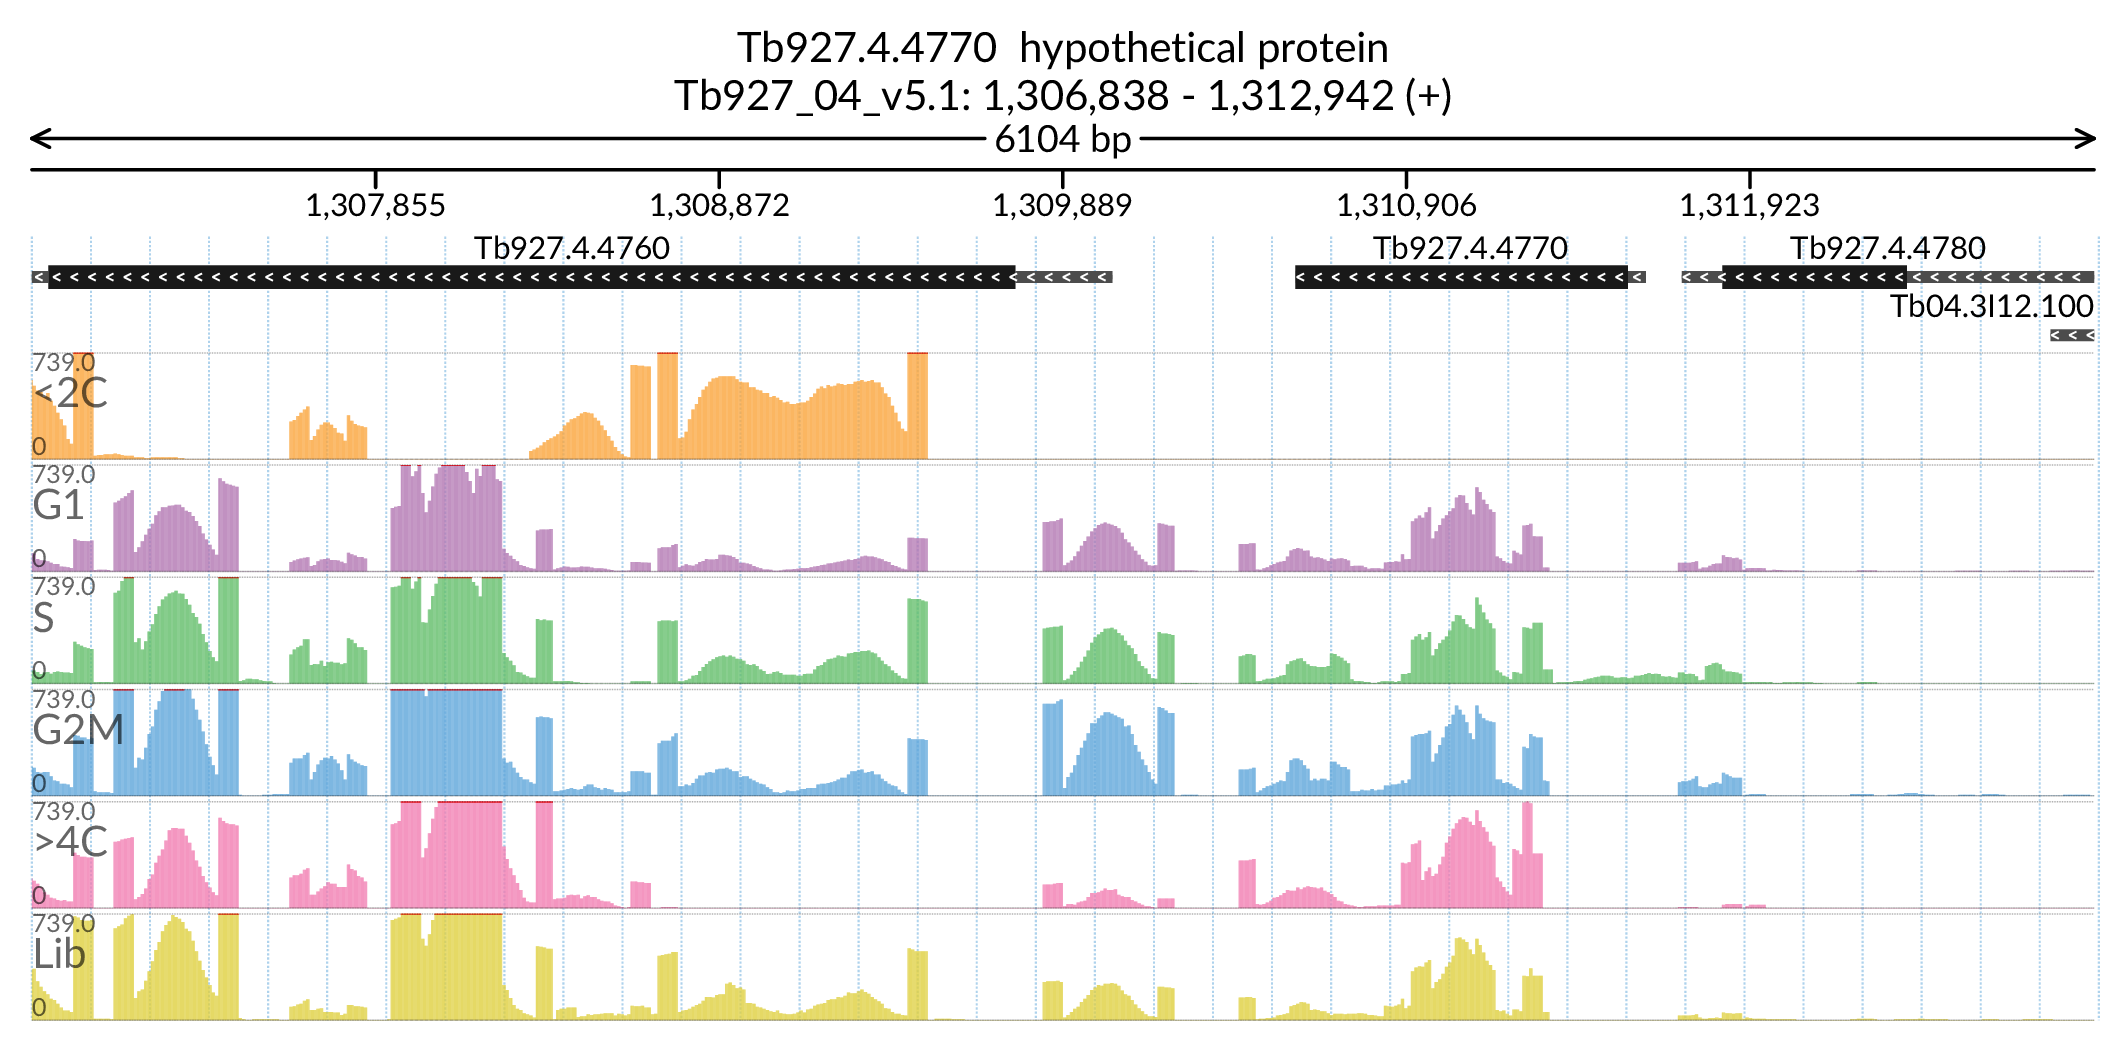 Tb927.4.4770 hypothetical protein
Tb927_04_v5.1: 1,306,838 - 1,312,942 (+)
6104 bp
1,307,855 1,308,872 1,309,889 1,310,906 1,311,923
Tb927.4.4760 Tb927.4.4770 Tb927.4.4780
Tb04.3I12.100
739.0
<2C
0
739.0
G1
0
739.0
S
0
739.0
G2M
0
739.0
>4C
0
739.0
Lib
0